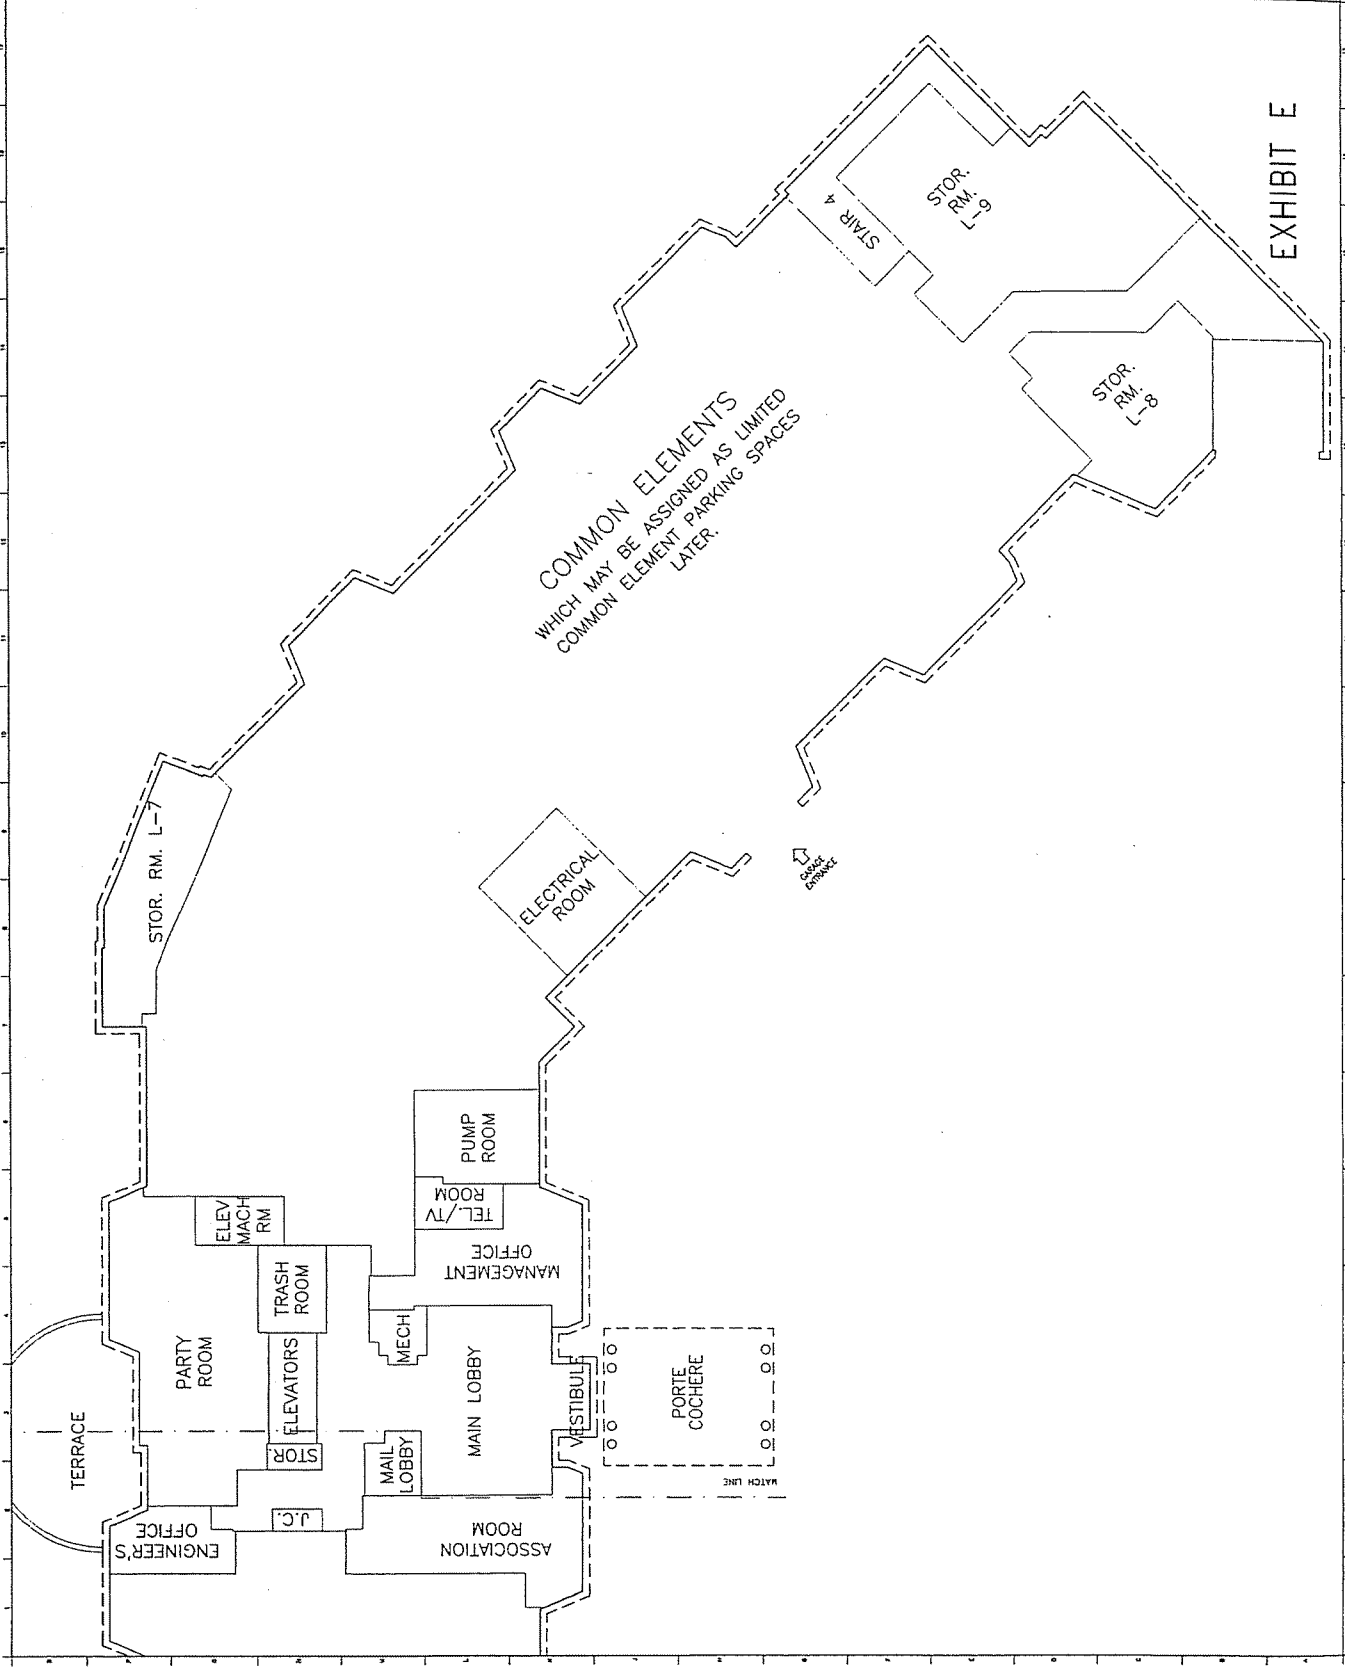 EXHIBIT E
STAIR 4
STOR.
RM.
L-9
STOR.
RM.
L-8
COMMON ELEMENTS
WHICH MAY BE ASSIGNED AS LIMITED
COMMON ELEMENT PARKING SPACES
LATER.
STOR. RM. L-7
ELECTRICAL
ROOM
GARAGE
ENTRANCE
PUMP
ROOM
TEL./TV
ROOM
ELEV
MACH
RM
MANAGEMENT
OFFICE
TRASH
ROOM
PARTY
ROOM
ELEVATORS
MECH
MAIN LOBBY
VESTIBULE
PORTE
COCHERE
TERRACE
STOR.
MAIL
LOBBY
MATCH LINE
J.C.
ENGINEER'S
OFFICE
ASSOCIATION
ROOM